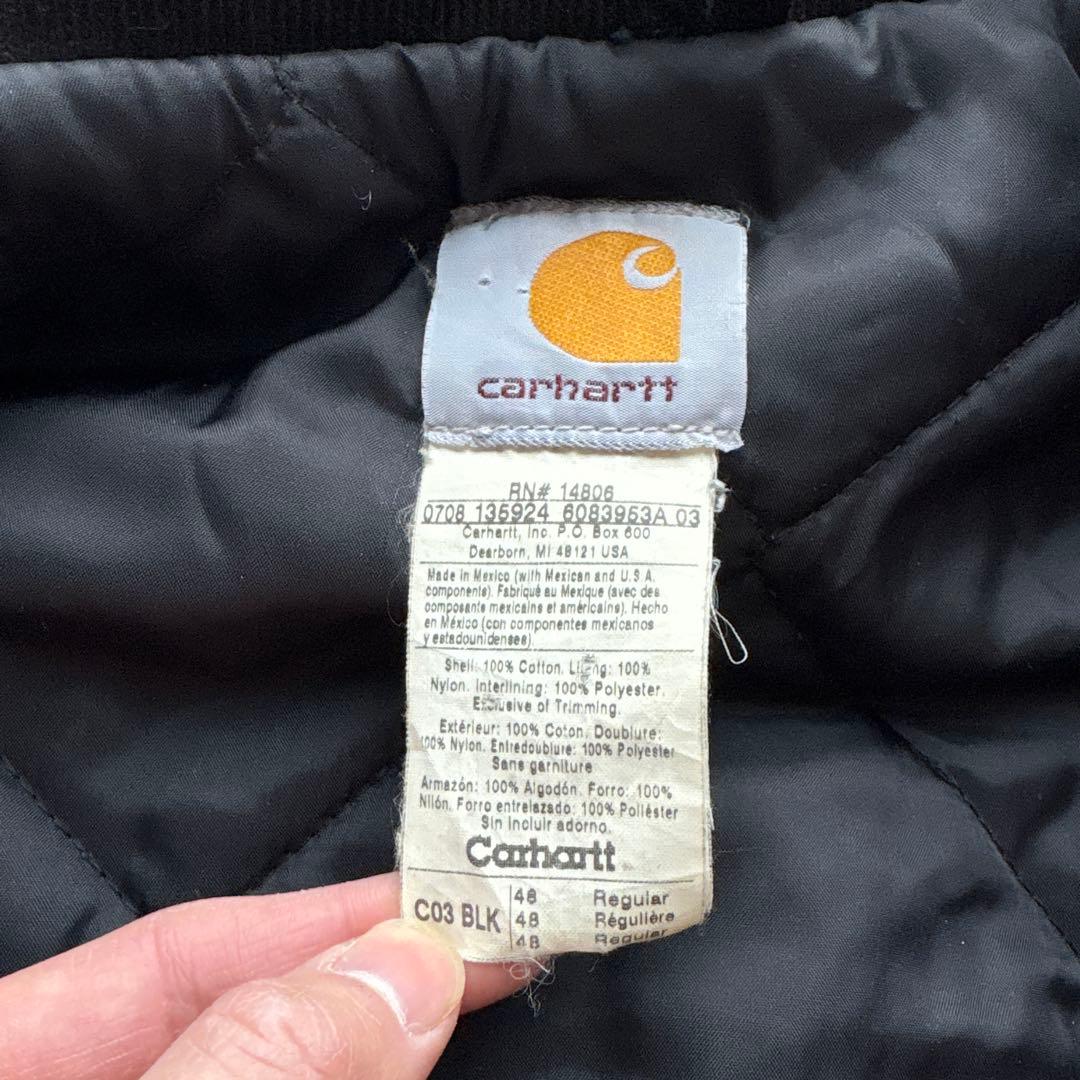 carhartt
RN# 14806
0708 135924 6083953A 03
Carhartt, Inc. P.O. Box 600
Dearborn, MI 48121 USA
Made in Mexico (with Mexican and U.S.A.
components). Fabriqué au Mexique (avec des
composants mexicains et américains). Hecho
en México (con componentes mexicanos
y estadounidenses).
Shell: 100% Cotton. Lining: 100%
Nylon. Interlining: 100% Polyester.
Exclusive of Trimming.
Extérieur: 100% Coton. Doublure:
100% Nylon. Entredoublure: 100% Polyester
Sans garniture
Armazón: 100% Algodón. Forro: 100%
Nilón. Forro entrelazado: 100% Poliéster
Sin incluir adorno.
Carhartt
C03 BLK
48 Regular
48 Régulière
48 Regular